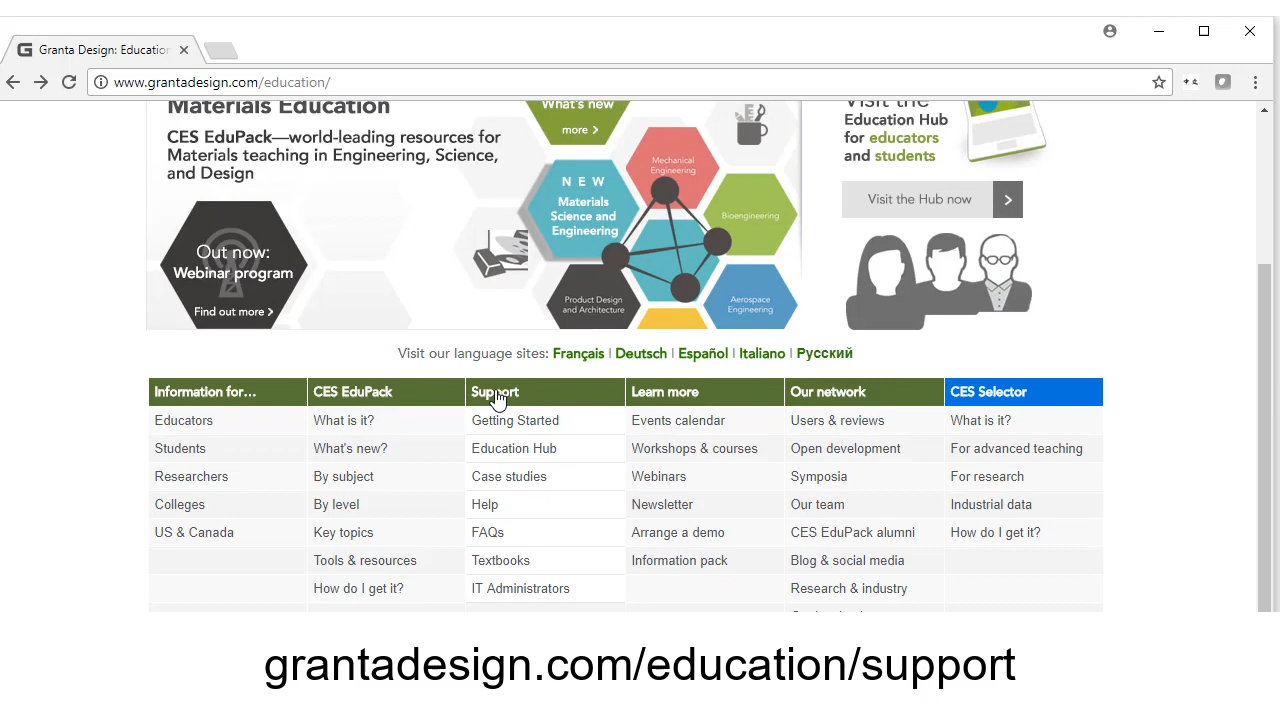 Granta Design: Education
www.grantadesign.com/education/
Materials Education
CES EduPack—world-leading resources for
Materials teaching in Engineering, Science,
and Design
Out now:
Webinar program
Find out more >
What's new
more >
N E W
Materials
Science and
Engineering
Mechanical
Engineering
Bioengineering
Product Design
and Architecture
Aerospace
Engineering
Visit the
Education Hub
for educators
and students
Visit the Hub now >
Visit our language sites: Français | Deutsch | Español | Italiano | Русский
Information for... CES EduPack Support Learn more Our network CES Selector
Educators What is it? Getting Started Events calendar Users & reviews What is it?
Students What's new? Education Hub Workshops & courses Open development For advanced teaching
Researchers By subject Case studies Webinars Symposia For research
Colleges By level Help Newsletter Our team Industrial data
US & Canada Key topics FAQs Arrange a demo CES EduPack alumni How do I get it?
Tools & resources Textbooks Information pack Blog & social media
How do I get it? IT Administrators Research & industry
grantadesign.com/education/support